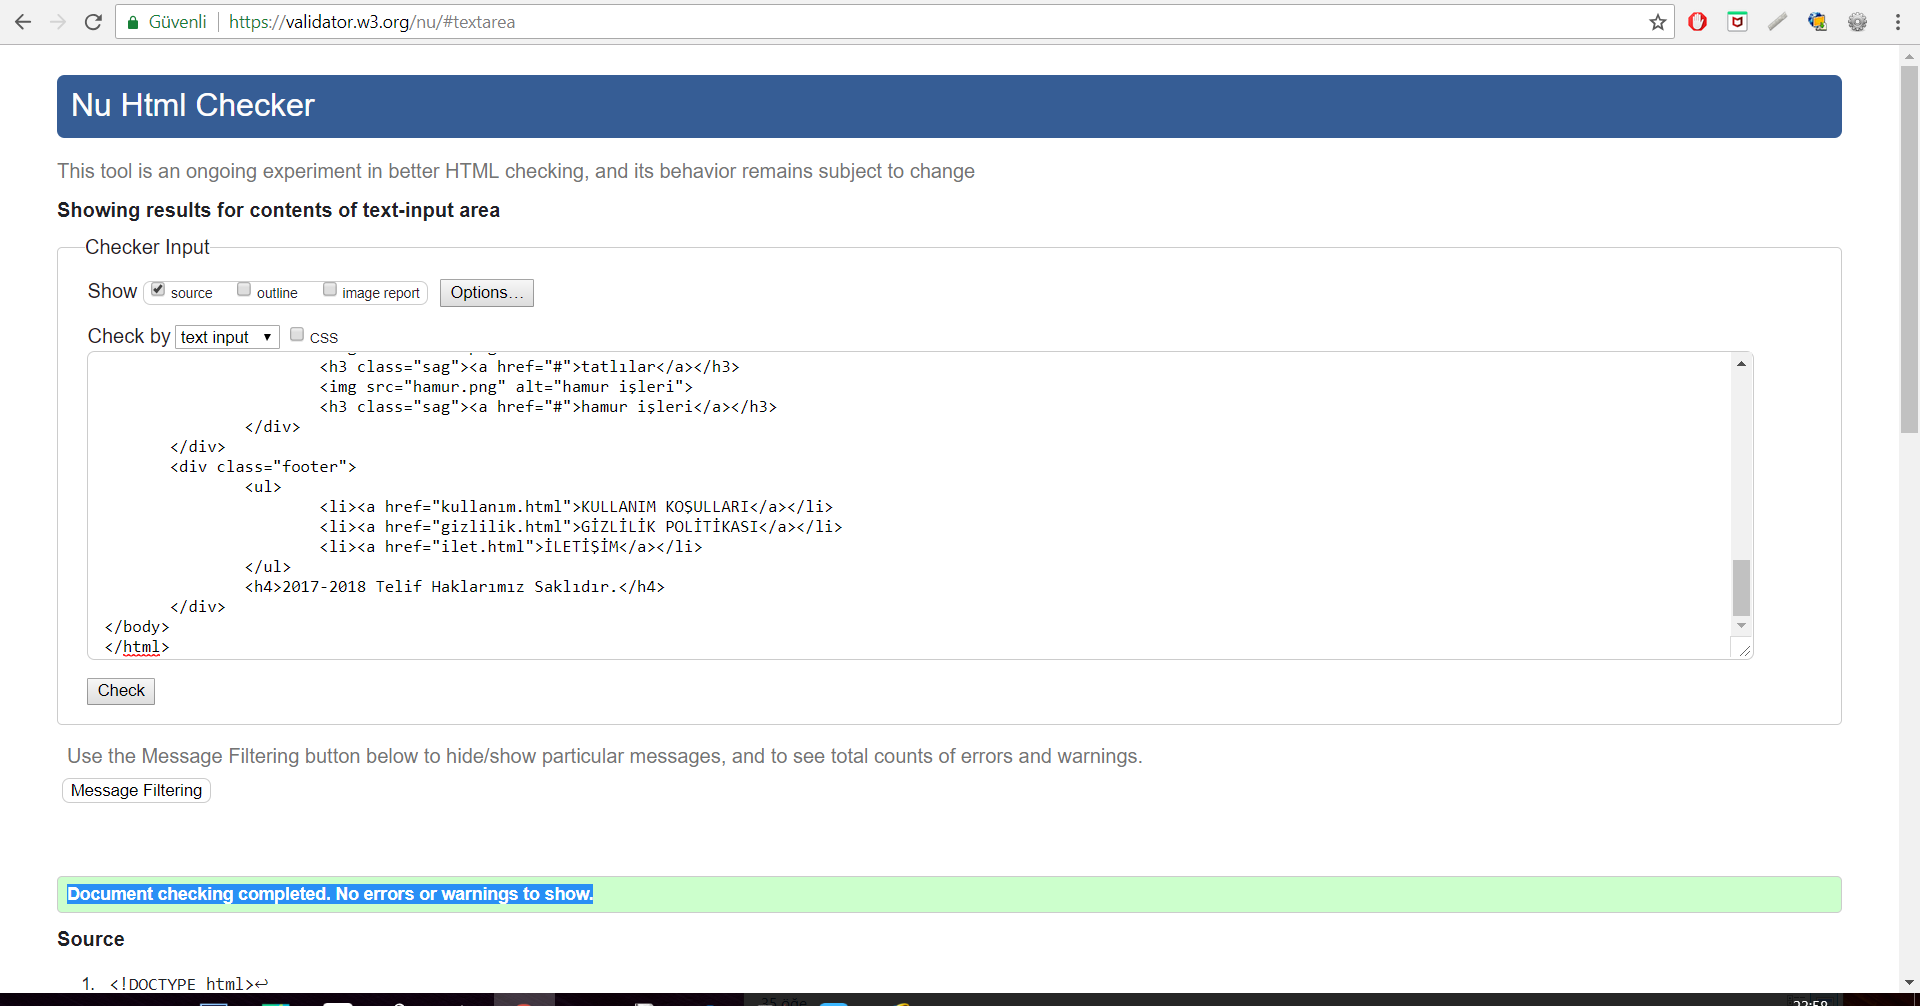 Güvenli https://validator.w3.org/nu/#textarea
Nu Html Checker
This tool is an ongoing experiment in better HTML checking, and its behavior remains subject to change
Showing results for contents of text-input area
Checker Input
Show source outline image report Options...
Check by text input CSS
<h3 class="sag"><a href="#">tatlılar</a></h3>
<img src="hamur.png" alt="hamur işleri">
<h3 class="sag"><a href="#">hamur işleri</a></h3>
</div>
</div>
<div class="footer">
<ul>
<li><a href="kullanım.html">KULLANIM KOŞULLARI</a></li>
<li><a href="gizlilik.html">GİZLİLİK POLİTİKASI</a></li>
<li><a href="ilet.html">İLETİŞİM</a></li>
</ul>
<h4>2017-2018 Telif Haklarımız Saklıdır.</h4>
</div>
</body>
</html>
Check
Use the Message Filtering button below to hide/show particular messages, and to see total counts of errors and warnings.
Message Filtering
Document checking completed. No errors or warnings to show.
Source
1. <!DOCTYPE html>↩